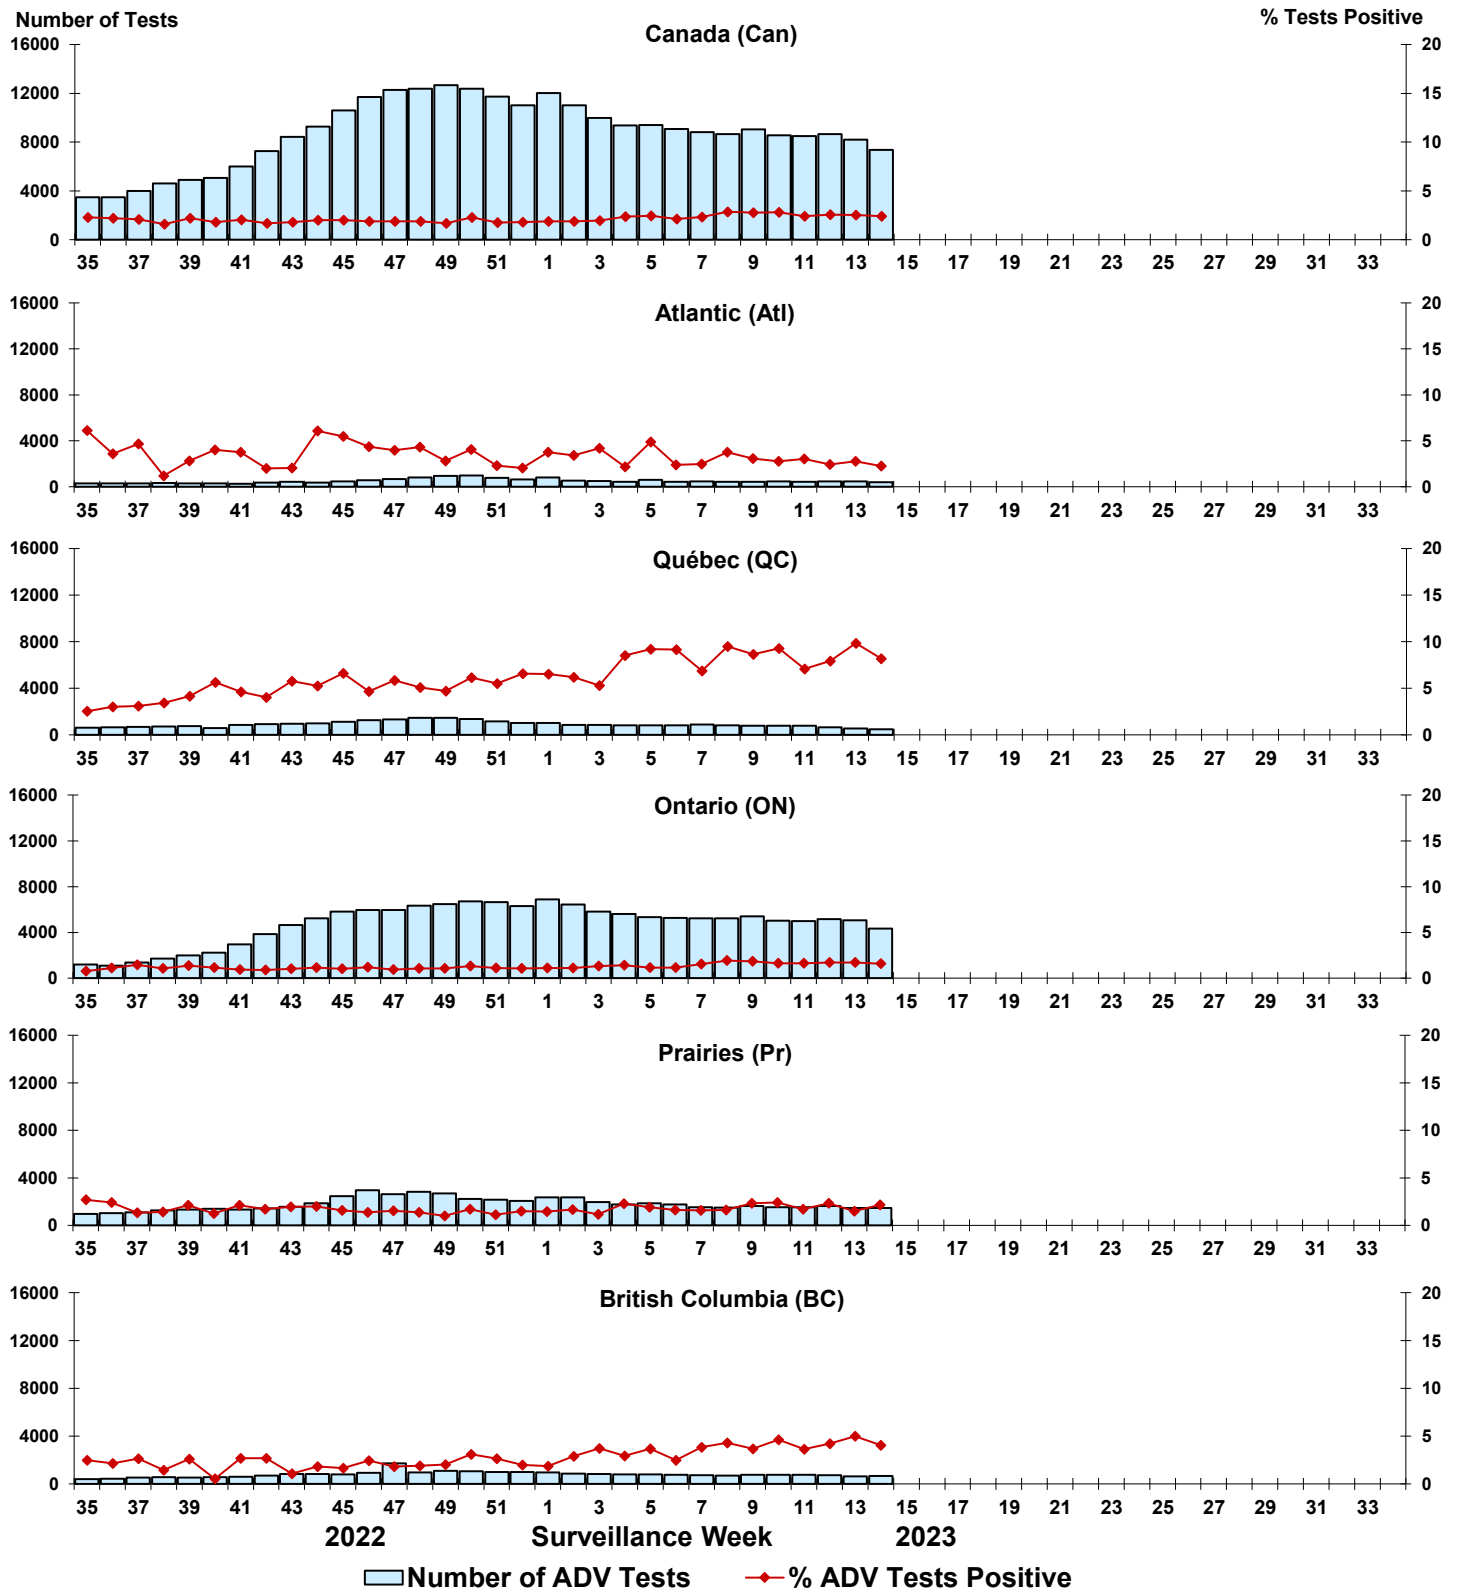 Number of Tests % Tests Positive
Canada (Can)
16000 20
12000 15
8000 10
4000 5
0 0
35 37 39 41 43 45 47 49 51 1 3 5 7 9 11 13 15 17 19 21 23 25 27 29 31 33
Atlantic (Atl)
16000 20
12000 15
8000 10
4000 5
0 0
35 37 39 41 43 45 47 49 51 1 3 5 7 9 11 13 15 17 19 21 23 25 27 29 31 33
Québec (QC)
16000 20
12000 15
8000 10
4000 5
0 0
35 37 39 41 43 45 47 49 51 1 3 5 7 9 11 13 15 17 19 21 23 25 27 29 31 33
Ontario (ON)
16000 20
12000 15
8000 10
4000 5
0 0
35 37 39 41 43 45 47 49 51 1 3 5 7 9 11 13 15 17 19 21 23 25 27 29 31 33
Prairies (Pr)
16000 20
12000 15
8000 10
4000 5
0 0
35 37 39 41 43 45 47 49 51 1 3 5 7 9 11 13 15 17 19 21 23 25 27 29 31 33
British Columbia (BC)
16000 20
12000 15
8000 10
4000 5
0 0
35 37 39 41 43 45 47 49 51 1 3 5 7 9 11 13 15 17 19 21 23 25 27 29 31 33
2022 Surveillance Week 2023
Number of ADV Tests % ADV Tests Positive